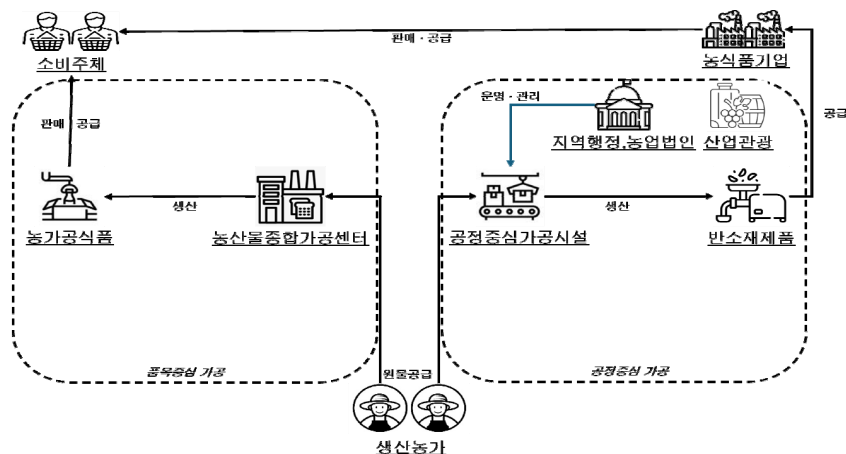 판매·공급
소비주체
농식품기업
판매 공급
운영·관리
공급
지역행정,농업법인
산업관광
생산
생산
농가공식품
농산물종합가공센터
공정중심가공시설
반소재제품
품목중심 가공
원물공급
공정중심 가공
생산농가